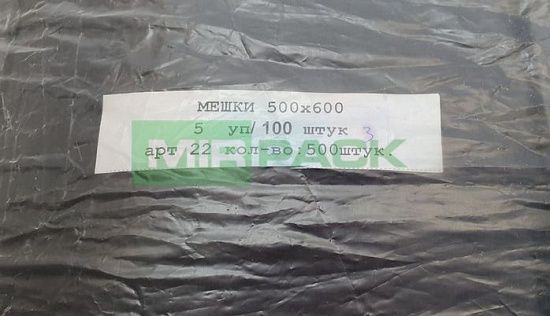 МЕШКИ 500х600
5 уп/ 100 штук 3
арт 22 кол-во:500штук.
MIRPACK